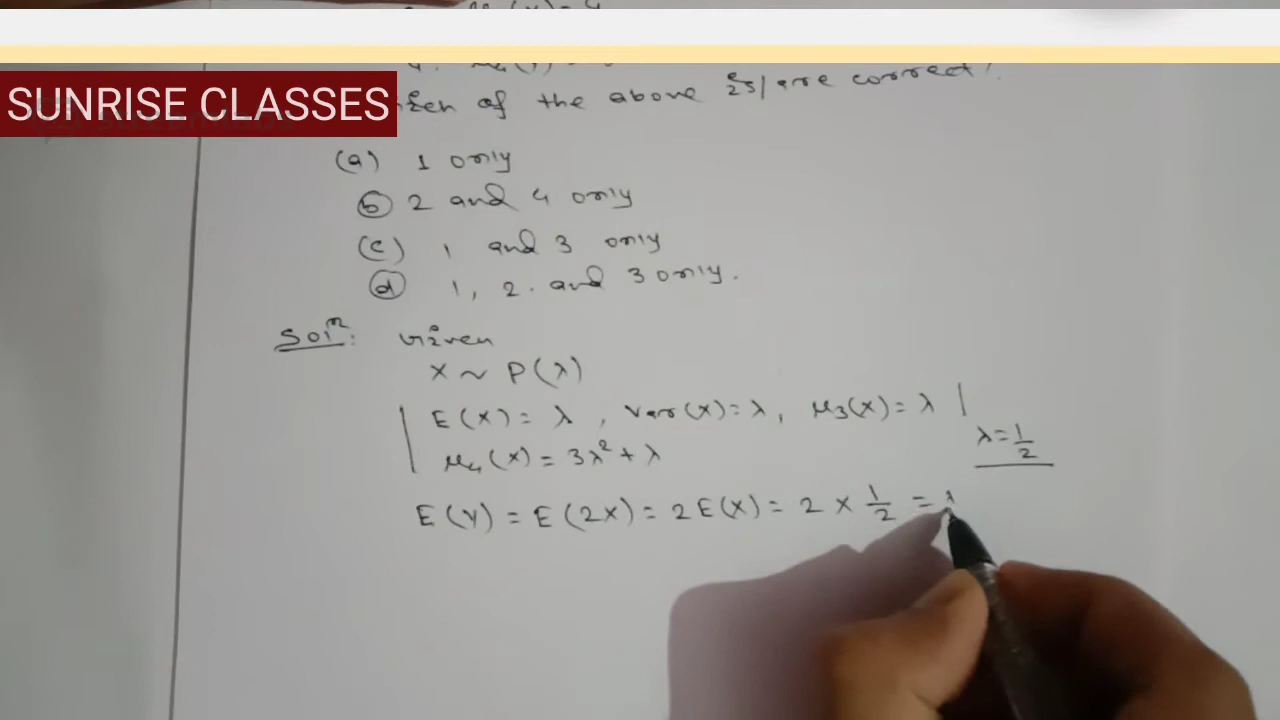 SUNRISE CLASSES
of the above is/are correct?
(a) 1 only
(b) 2 and 4 only
(c) 1 and 3 only
(d) 1, 2. and 3 only.
Solⁿ: Given
X ~ P(λ)
E(X) = λ , Var(X) = λ, μ₃(X) = λ
μ₄(X) = 3λ² + λ
λ = 1/2
E(Y) = E(2X) = 2E(X) = 2 × 1/2 =